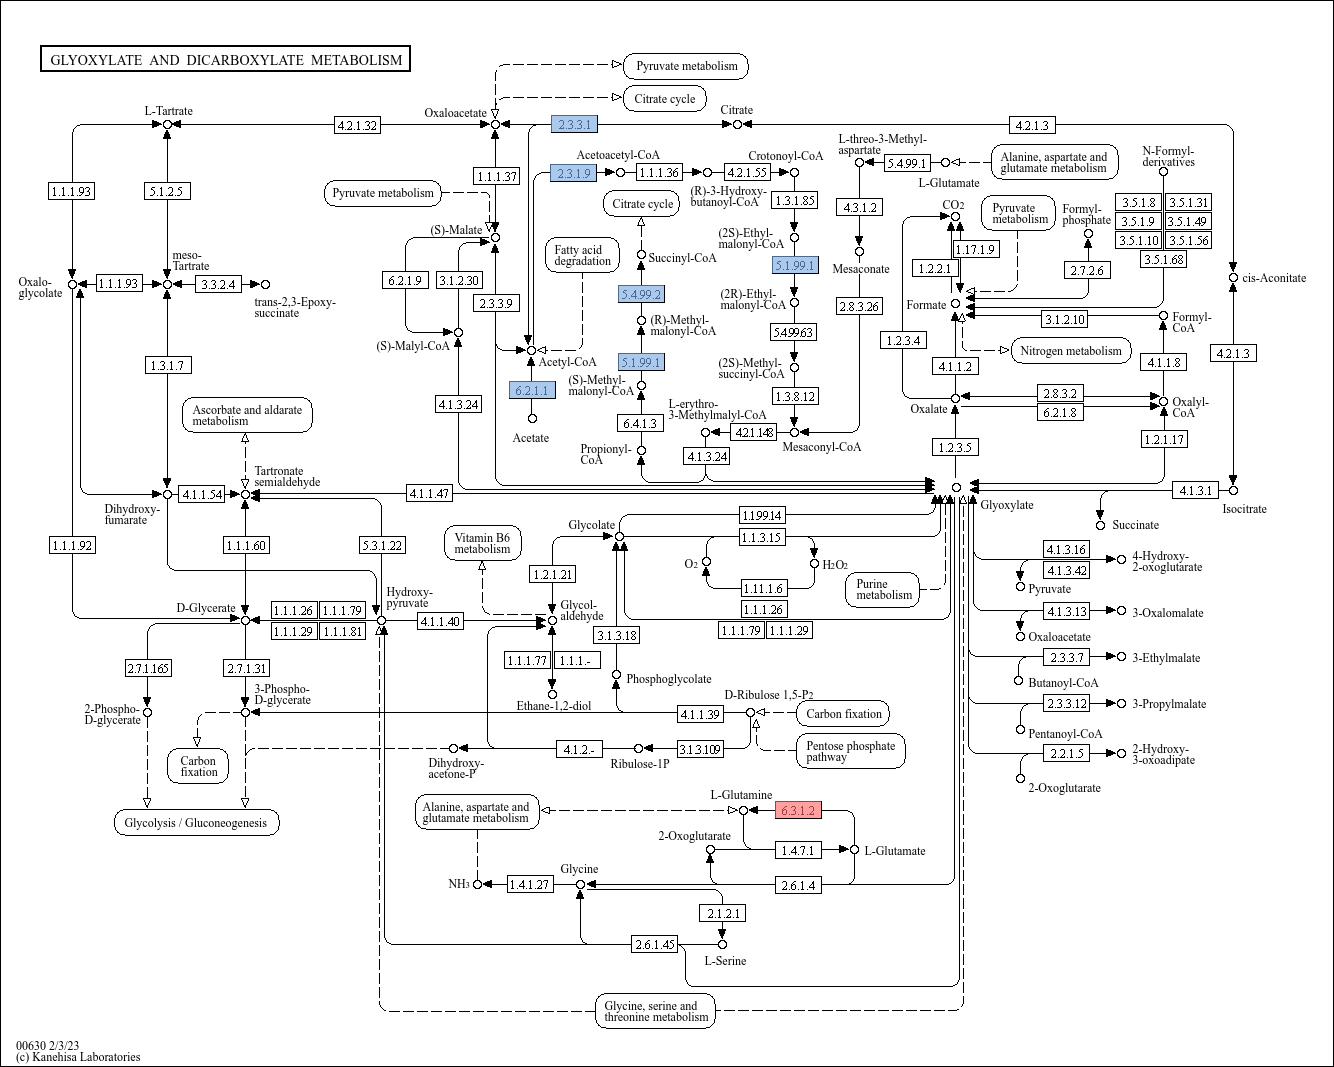 GLYOXYLATE AND DICARBOXYLATE METABOLISM
Pyruvate metabolism
Citrate cycle
L-Tartrate
Oxaloacetate
Citrate
4.2.1.32
2.3.3.1
4.2.1.3
L-threo-3-Methyl-
aspartate
Acetoacetyl-CoA
Crotonoyl-CoA
5.4.99.1
Alanine, aspartate and
glutamate metabolism
N-Formyl-
derivatives
2.3.1.9
1.1.1.36
4.2.1.55
L-Glutamate
1.1.1.37
1.1.1.93
5.1.2.5
Pyruvate metabolism
(R)-3-Hydroxy-
butanoyl-CoA
1.3.1.85
Citrate cycle
4.3.1.2
CO2
Pyruvate
metabolism
Formyl-
phosphate
3.5.1.8
3.5.1.31
3.5.1.9
3.5.1.49
3.5.1.10
3.5.1.56
3.5.1.68
(S)-Malate
(2S)-Ethyl-
malonyl-CoA
Fatty acid
degradation
1.17.1.9
1.2.2.1
2.7.2.6
meso-
Tartrate
Succinyl-CoA
5.1.99.1
Mesaconate
Oxalo-
glycolate
1.1.1.93
3.3.2.4
6.2.1.9
3.1.2.30
cis-Aconitate
trans-2,3-Epoxy-
succinate
2.3.3.9
5.4.99.2
(2R)-Ethyl-
malonyl-CoA
2.8.3.26
Formate
(R)-Methyl-
malonyl-CoA
5.4.99.63
3.1.2.10
Formyl-
CoA
(S)-Malyl-CoA
1.2.3.4
Nitrogen metabolism
4.2.1.3
1.3.1.7
Acetyl-CoA
5.1.99.1
(2S)-Methyl-
succinyl-CoA
4.1.1.2
4.1.1.8
6.2.1.1
(S)-Methyl-
malonyl-CoA
1.3.8.12
2.8.3.2
Oxalate
6.2.1.8
Oxalyl-
CoA
4.1.3.24
Ascorbate and aldarate
metabolism
L-erythro-
3-Methylmalyl-CoA
6.4.1.3
4.2.1.148
Acetate
Mesaconyl-CoA
1.2.3.5
1.2.1.17
Propionyl-
CoA
4.1.3.24
Tartronate
semialdehyde
4.1.1.54
4.1.1.47
4.1.3.1
Dihydroxy-
fumarate
Glyoxylate
Isocitrate
Glycolate
1.1.99.14
Succinate
1.1.1.92
1.1.1.60
5.3.1.22
Vitamin B6
metabolism
1.1.3.15
4.1.3.16
4.1.3.42
4-Hydroxy-
2-oxoglutarate
O2
H2O2
1.2.1.21
1.11.1.6
Purine
metabolism
Pyruvate
D-Glycerate
1.1.1.26
1.1.1.79
1.1.1.29
1.1.1.81
Hydroxy-
pyruvate
4.1.1.40
Glycol-
aldehyde
1.1.1.26
1.1.1.79
1.1.1.29
4.1.3.13
3-Oxalomalate
3.1.3.18
Oxaloacetate
2.7.1.165
2.7.1.31
1.1.1.77
1.1.1.-
2.3.3.7
3-Ethylmalate
Phosphoglycolate
Butanoyl-CoA
3-Phospho-
D-glycerate
D-Ribulose 1,5-P2
Ethane-1,2-diol
2.3.3.12
3-Propylmalate
2-Phospho-
D-glycerate
4.1.1.39
Carbon fixation
Pentanoyl-CoA
Carbon
fixation
4.1.2.-
3.1.3.109
Pentose phosphate
pathway
2.2.1.5
2-Hydroxy-
3-oxoadipate
Dihydroxy-
acetone-P
Ribulose-1P
2-Oxoglutarate
L-Glutamine
Alanine, aspartate and
glutamate metabolism
6.3.1.2
Glycolysis / Gluconeogenesis
2-Oxoglutarate
1.4.7.1
L-Glutamate
Glycine
NH3
1.4.1.27
2.6.1.4
2.1.2.1
2.6.1.45
L-Serine
Glycine, serine and
threonine metabolism
00630 2/3/23
(c) Kanehisa Laboratories